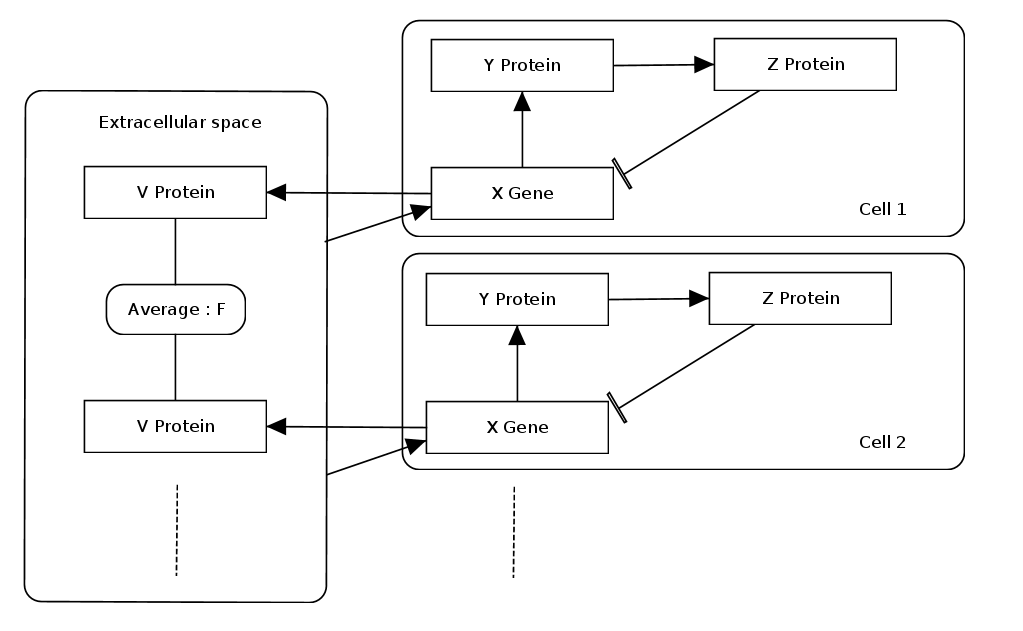 Y Protein
Z Protein
Extracellular space
V Protein
X Gene
Cell 1
Y Protein
Z Protein
Average : F
V Protein
X Gene
Cell 2